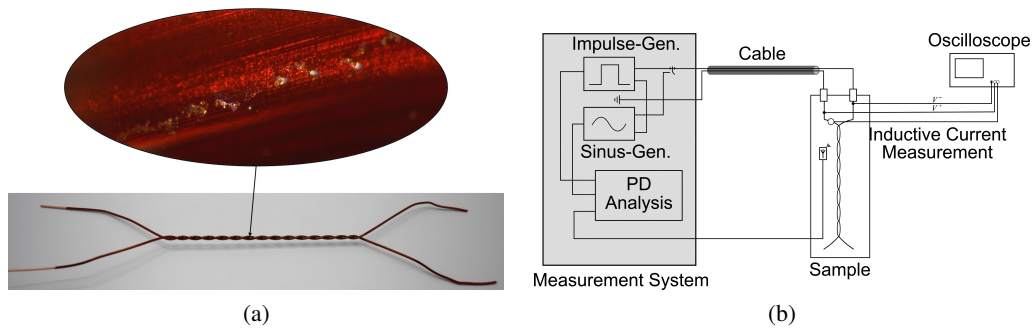 Impulse-Gen.
Cable
Oscilloscope
V⁻
V⁺
Inductive Current
Measurement
Sinus-Gen.
PD
Analysis
Sample
Measurement System
(a)
(b)